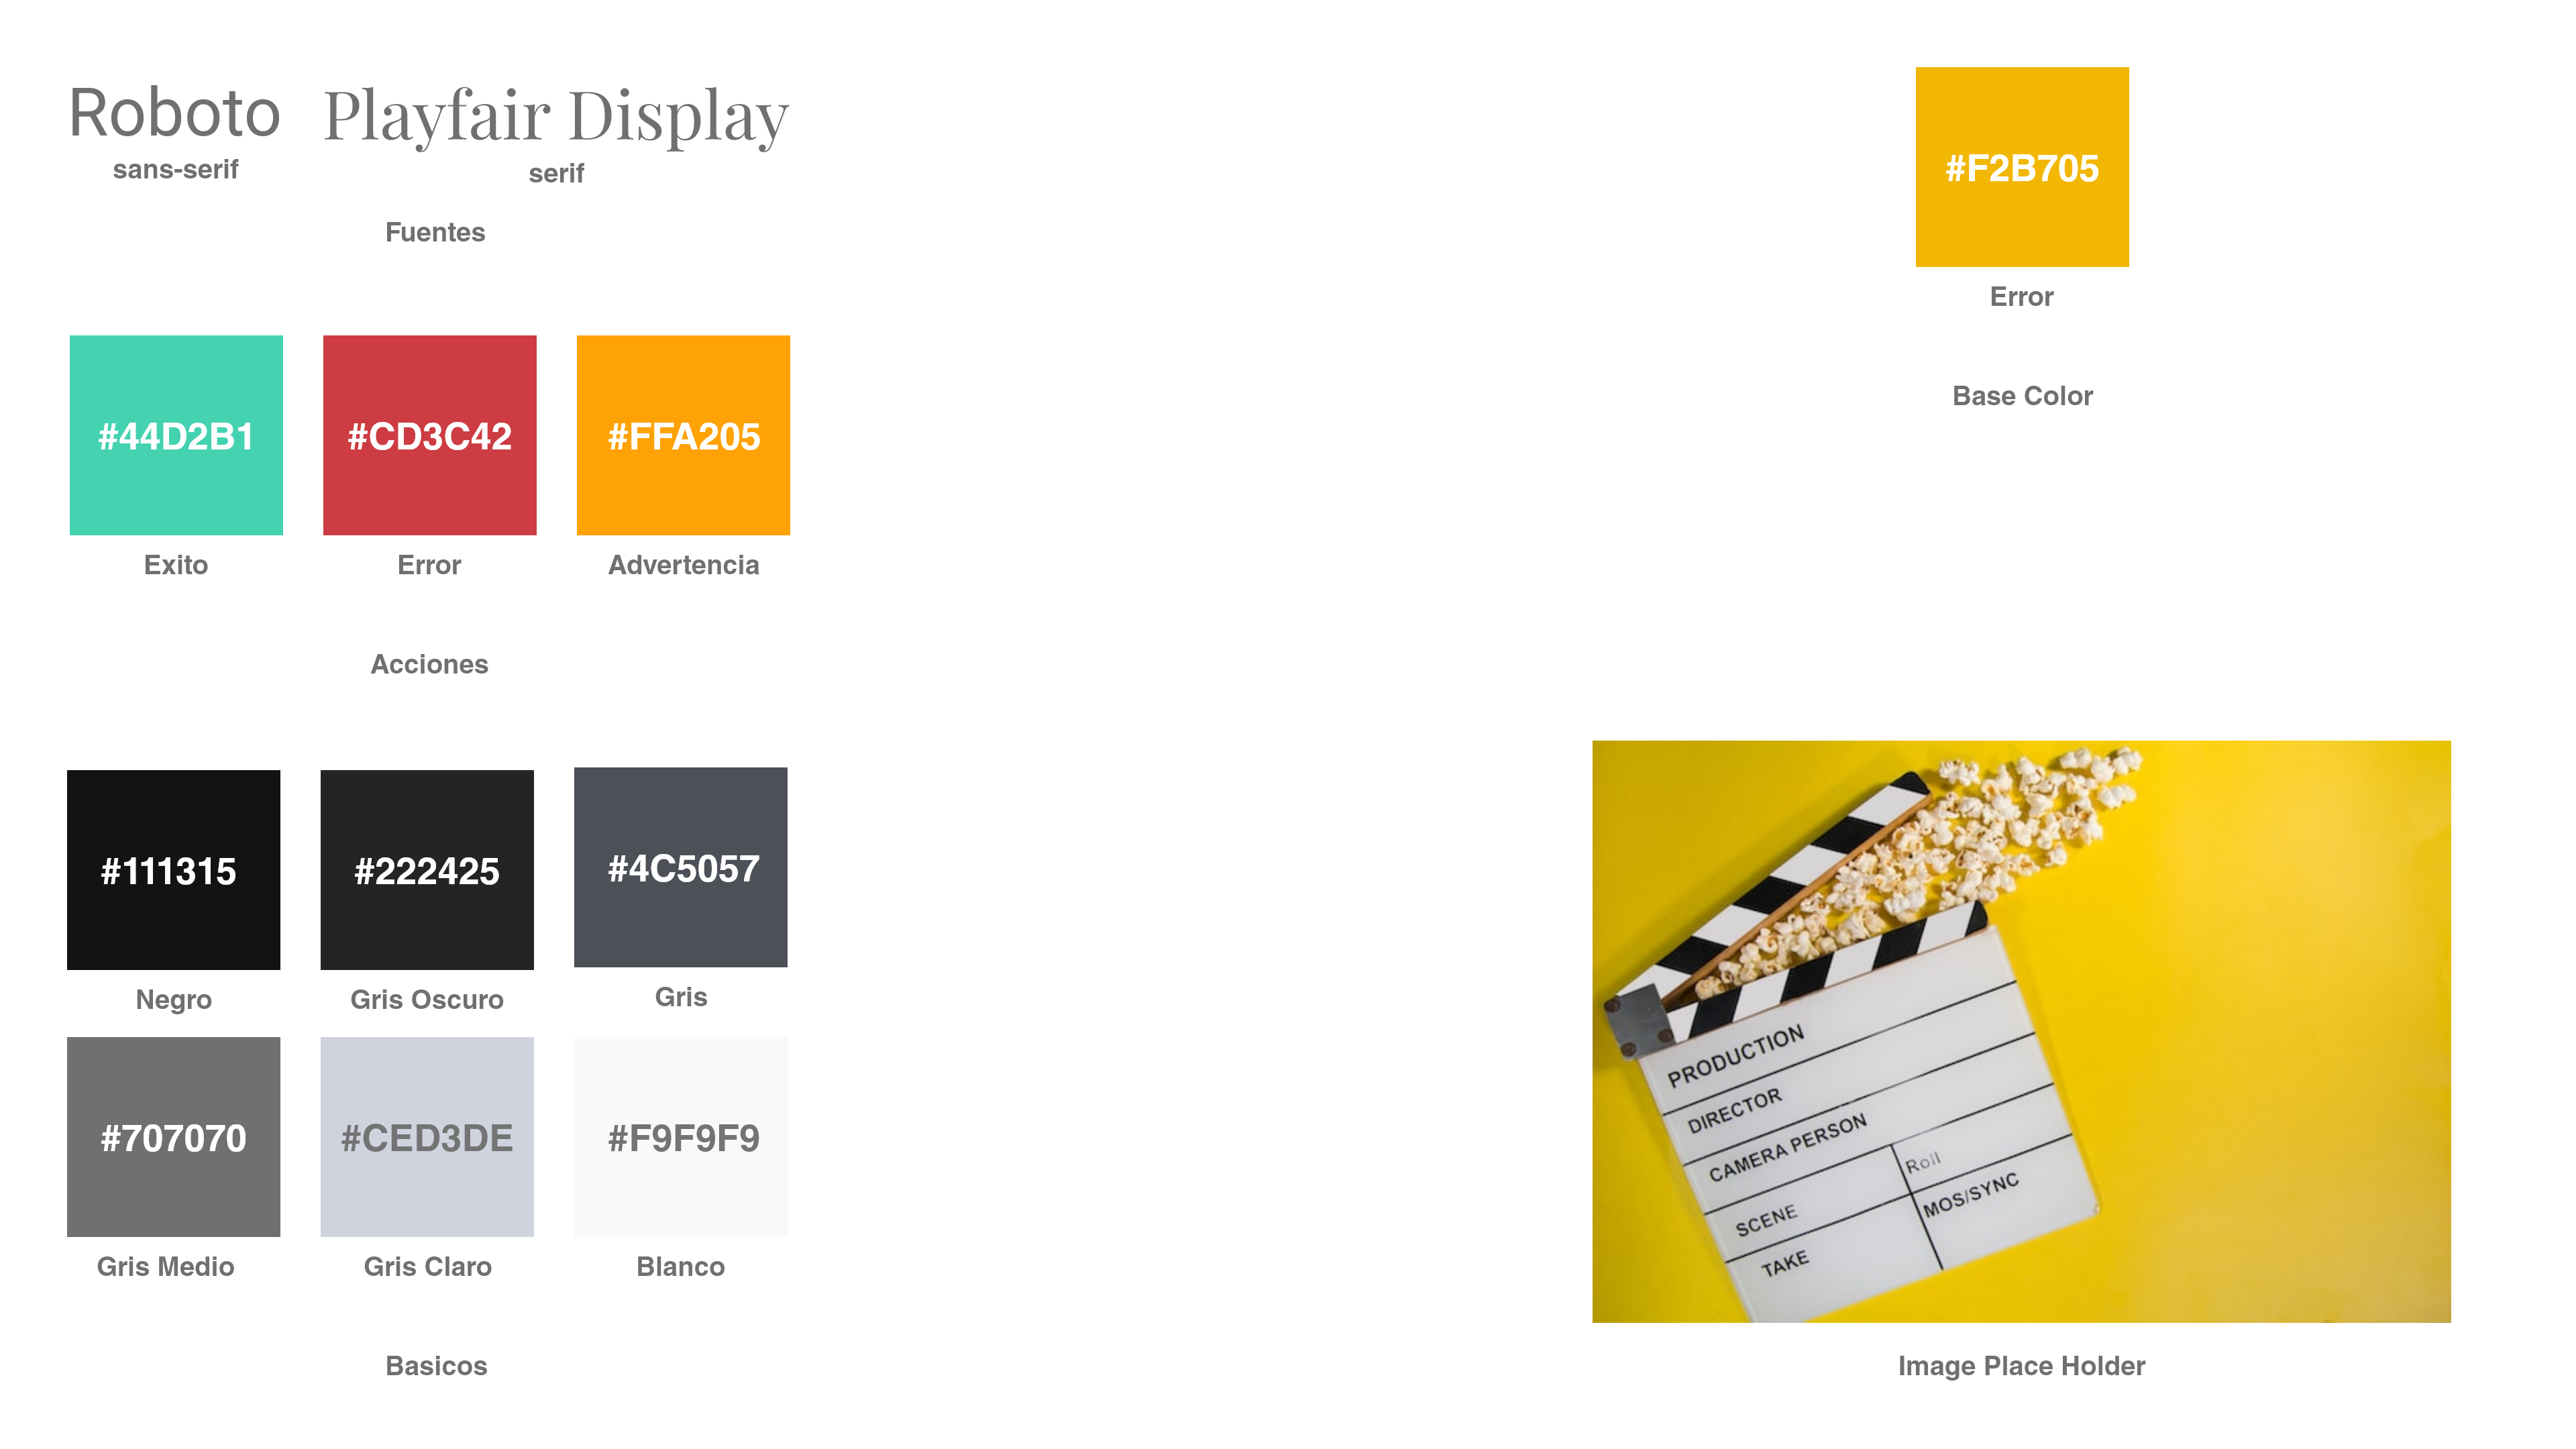 Roboto
sans-serif
Playfair Display
serif
Fuentes
#F2B705
Error
Base Color
#44D2B1
#CD3C42
#FFA205
Exito
Error
Advertencia
Acciones
#111315
#222425
#4C5057
Negro
Gris Oscuro
Gris
#707070
#CED3DE
#F9F9F9
Gris Medio
Gris Claro
Blanco
Basicos
PRODUCTION
DIRECTOR
CAMERA PERSON
SCENE
Roll
TAKE
MOS/SYNC
Image Place Holder